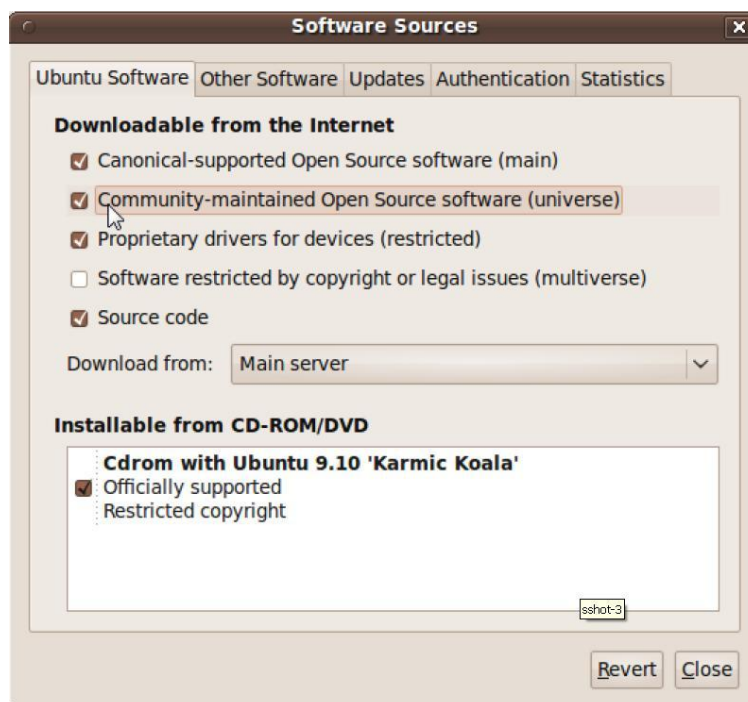 Software Sources
Ubuntu Software Other Software Updates Authentication Statistics
Downloadable from the Internet
Canonical-supported Open Source software (main)
Community-maintained Open Source software (universe)
Proprietary drivers for devices (restricted)
Software restricted by copyright or legal issues (multiverse)
Source code
Download from: Main server
Installable from CD-ROM/DVD
Cdrom with Ubuntu 9.10 'Karmic Koala'
Officially supported
Restricted copyright
sshot-3
Revert Close